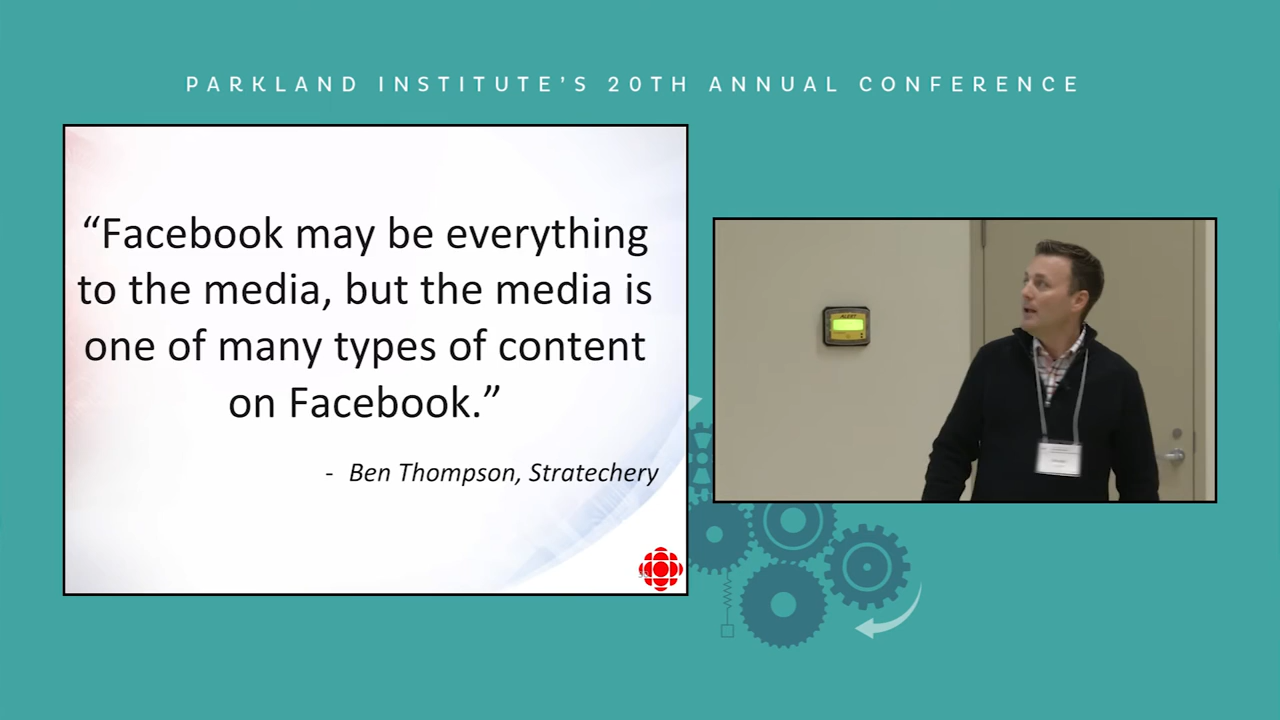 PARKLAND INSTITUTE'S 20TH ANNUAL CONFERENCE
“Facebook may be everything
to the media, but the media is
one of many types of content
on Facebook.”
- Ben Thompson, Stratechery
ALERT